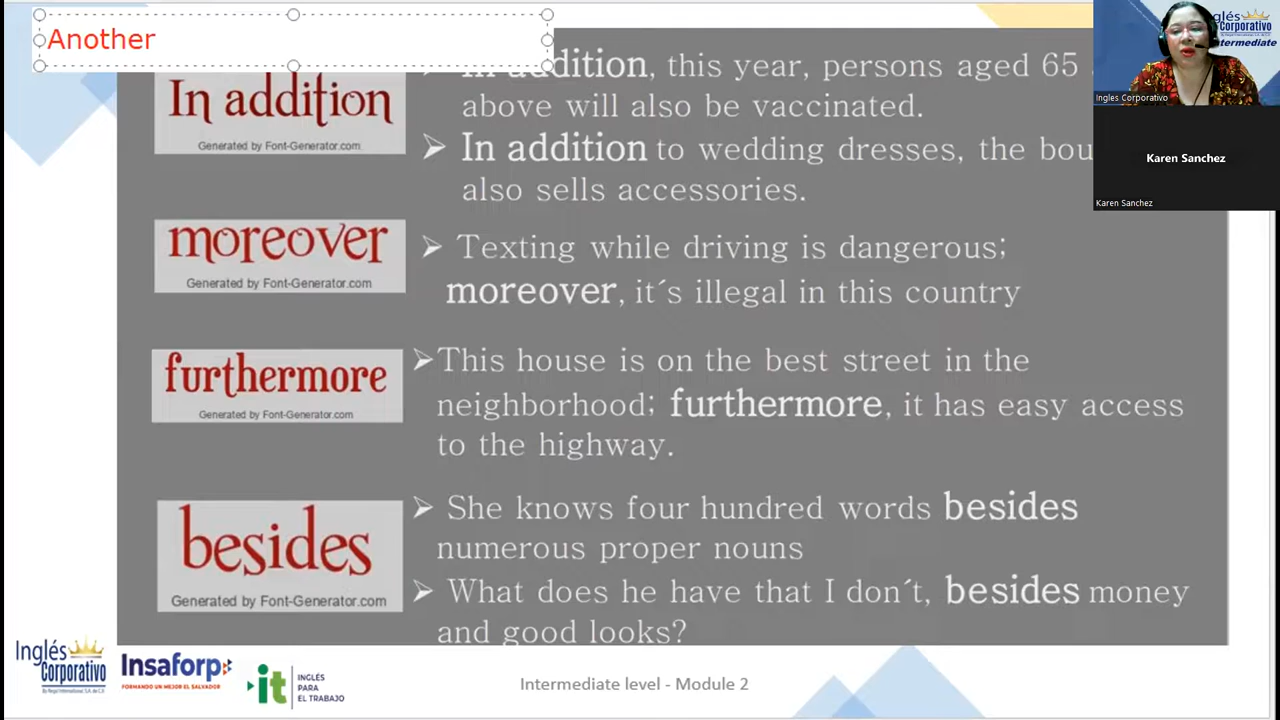 Another
In addition
Generated by Font-Generator.com
In addition, this year, persons aged 65
above will also be vaccinated.
In addition to wedding dresses, the
also sells accessories.
moreover
Generated by Font-Generator.com
Texting while driving is dangerous;
moreover, it´s illegal in this country
furthermore
Generated by Font-Generator.com
This house is on the best street in the
neighborhood; furthermore, it has easy access
to the highway.
besides
Generated by Font-Generator.com
She knows four hundred words besides
numerous proper nouns
What does he have that I don´t, besides money
and good looks?
Inglés
Corporativo
Insaforp
FORMANDO UN MEJOR EL SALVADOR
it
INGLÉS
PARA
EL TRABAJO
Intermediate level - Module 2
Corporativo
Intermediate
Ingles Corporativo
Karen Sanchez
Karen Sanchez